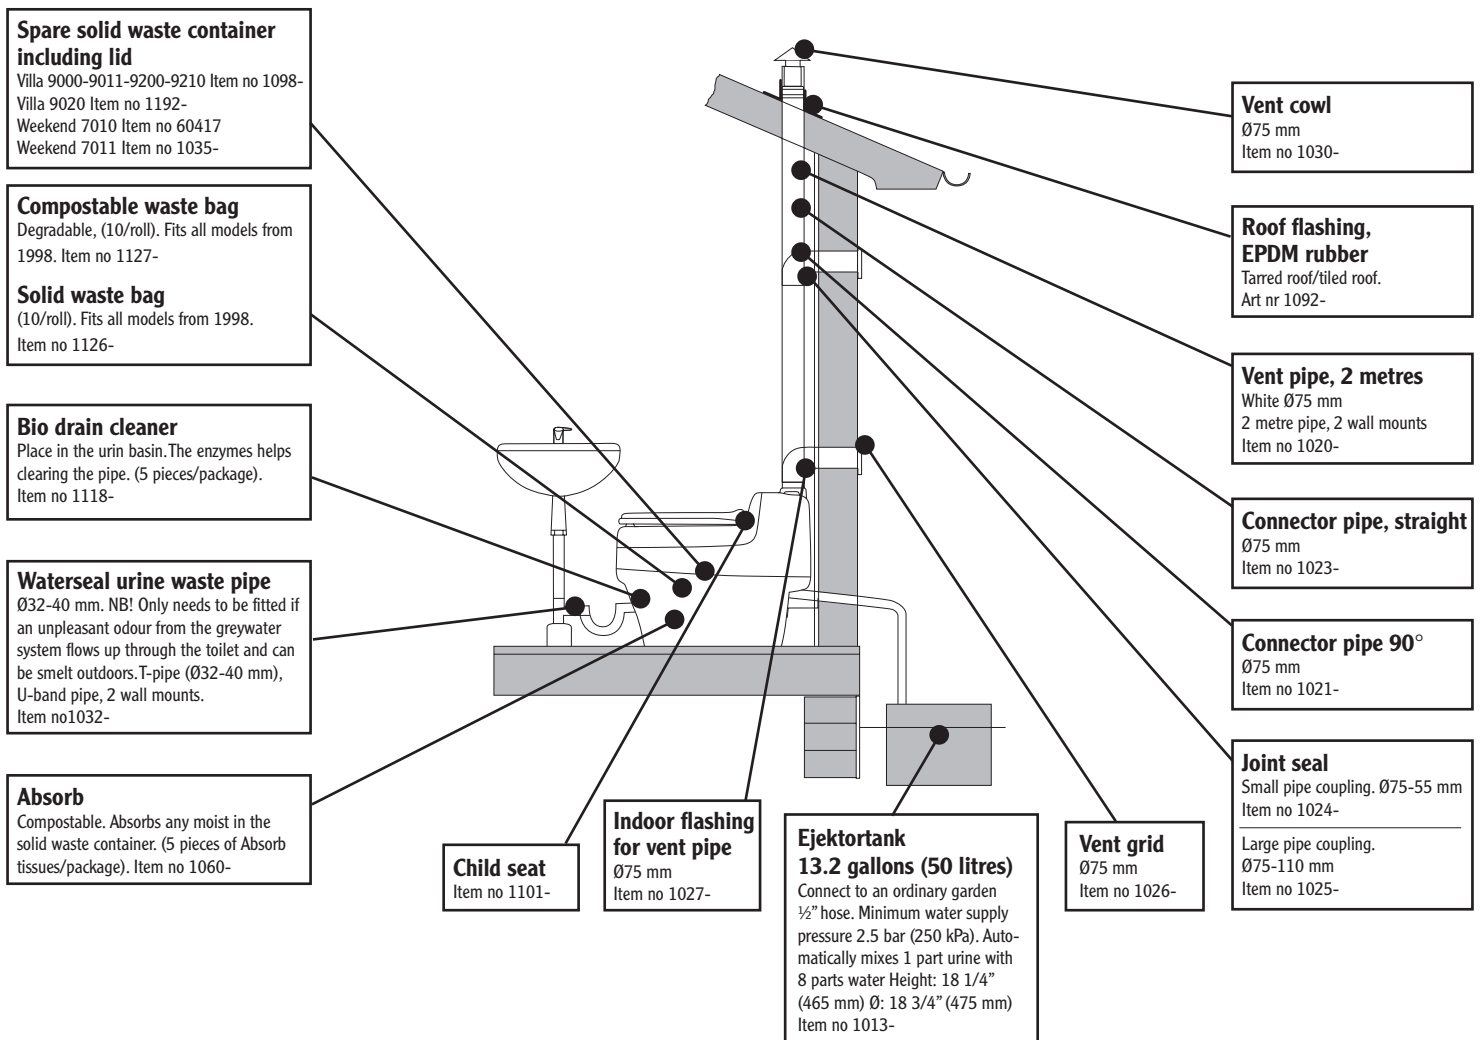 Spare solid waste container
including lid
Villa 9000-9011-9200-9210 Item no 1098-
Villa 9020 Item no 1192-
Weekend 7010 Item no 60417
Weekend 7011 Item no 1035-
Compostable waste bag
Degradable, (10/roll). Fits all models from
1998. Item no 1127-
Solid waste bag
(10/roll). Fits all models from 1998.
Item no 1126-
Bio drain cleaner
Place in the urin basin.The enzymes helps
clearing the pipe. (5 pieces/package).
Item no 1118-
Waterseal urine waste pipe
Ø32-40 mm. NB! Only needs to be fitted if
an unpleasant odour from the greywater
system flows up through the toilet and can
be smelt outdoors.T-pipe (Ø32-40 mm),
U-band pipe, 2 wall mounts.
Item no1032-
Absorb
Compostable. Absorbs any moist in the
solid waste container. (5 pieces of Absorb
tissues/package). Item no 1060-
Child seat
Item no 1101-
Indoor flashing
for vent pipe
Ø75 mm
Item no 1027-
Ejektortank
13.2 gallons (50 litres)
Connect to an ordinary garden
½” hose. Minimum water supply
pressure 2.5 bar (250 kPa). Auto-
matically mixes 1 part urine with
8 parts water Height: 18 1/4”
(465 mm) Ø: 18 3/4” (475 mm)
Item no 1013-
Vent grid
Ø75 mm
Item no 1026-
Vent cowl
Ø75 mm
Item no 1030-
Roof flashing,
EPDM rubber
Tarred roof/tiled roof.
Art nr 1092-
Vent pipe, 2 metres
White Ø75 mm
2 metre pipe, 2 wall mounts
Item no 1020-
Connector pipe, straight
Ø75 mm
Item no 1023-
Connector pipe 90°
Ø75 mm
Item no 1021-
Joint seal
Small pipe coupling. Ø75-55 mm
Item no 1024-
Large pipe coupling.
Ø75-110 mm
Item no 1025-